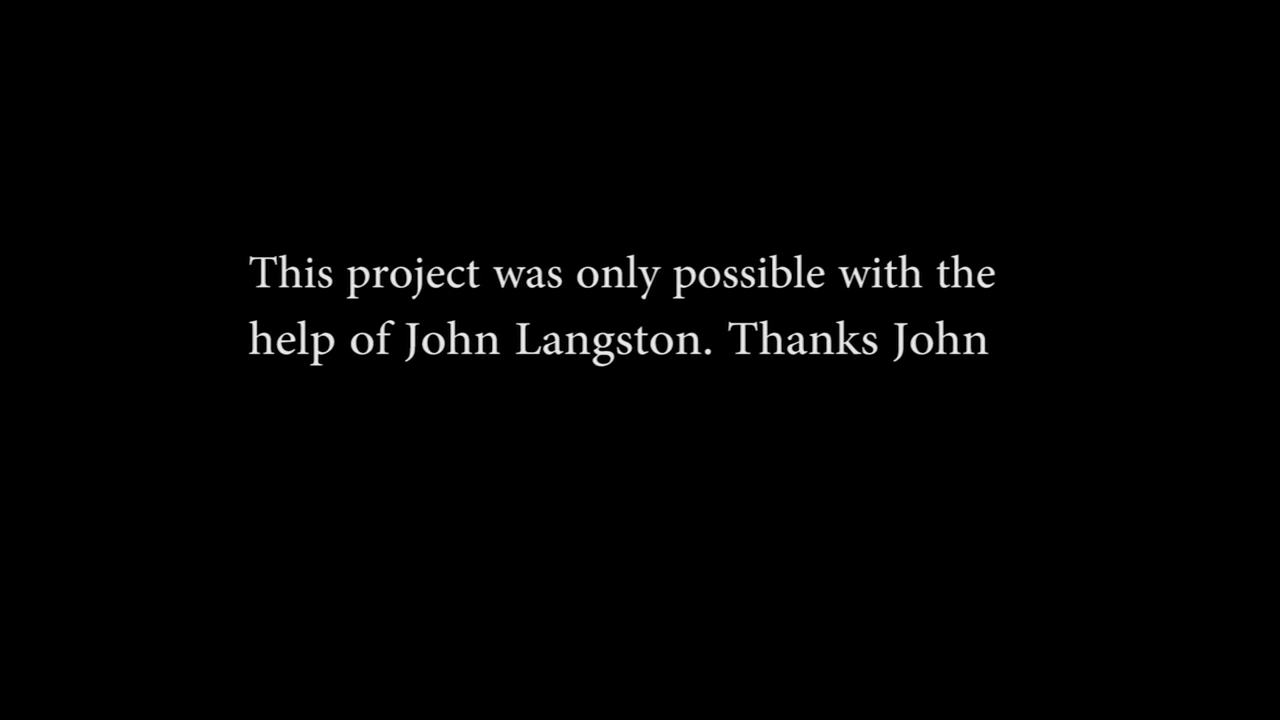 This project was only possible with the
help of John Langston. Thanks John